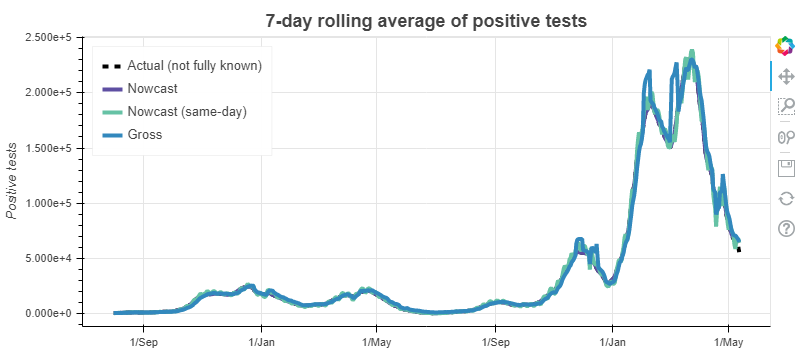 7-day rolling average of positive tests
2.500e+5
2.000e+5
1.500e+5
1.000e+5
5.000e+4
0.000e+0
Positive tests
Actual (not fully known)
Nowcast
Nowcast (same-day)
Gross
1/Sep
1/Jan
1/May
1/Sep
1/Jan
1/May